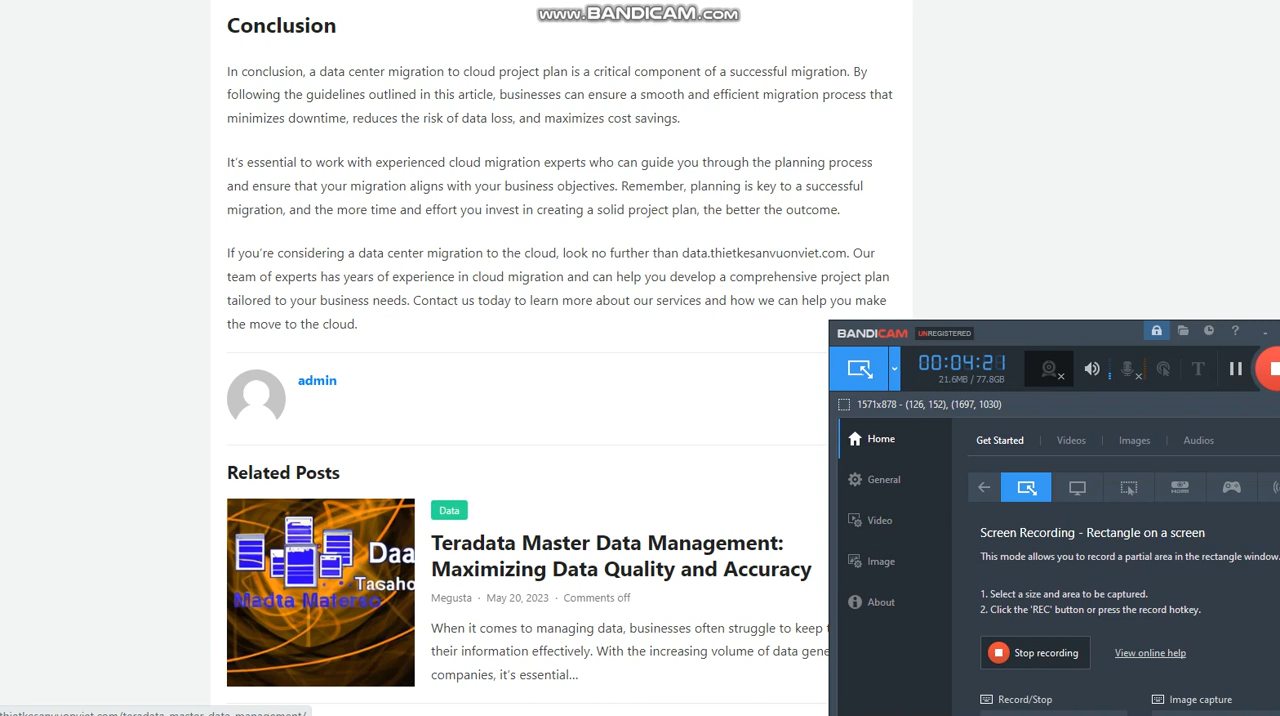 www.BANDICAM.com
Conclusion
In conclusion, a data center migration to cloud project plan is a critical component of a successful migration. By
following the guidelines outlined in this article, businesses can ensure a smooth and efficient migration process that
minimizes downtime, reduces the risk of data loss, and maximizes cost savings.
It's essential to work with experienced cloud migration experts who can guide you through the planning process
and ensure that your migration aligns with your business objectives. Remember, planning is key to a successful
migration, and the more time and effort you invest in creating a solid project plan, the better the outcome.
If you're considering a data center migration to the cloud, look no further than data.thietkesanvuonviet.com. Our
team of experts has years of experience in cloud migration and can help you develop a comprehensive project plan
tailored to your business needs. Contact us today to learn more about our services and how we can help you make
the move to the cloud.
admin
Related Posts
Daa
Tasaho
Madta Materso
Data
Teradata Master Data Management:
Maximizing Data Quality and Accuracy
Megusta · May 20, 2023 · Comments off
When it comes to managing data, businesses often struggle to keep
their information effectively. With the increasing volume of data gene
companies, it's essential…
BANDICAM UNREGISTERED
00:04:21
21.6MB / 77.8GB
1571x878 - (126, 152), (1697, 1030)
Home
General
Video
Image
About
Get Started Videos Images Audios
Screen Recording - Rectangle on a screen
This mode allows you to record a partial area in the rectangle window.
1. Select a size and area to be captured.
2. Click the 'REC' button or press the record hotkey.
Stop recording View online help
Record/Stop Image capture
thietkesanvuonviet.com/teradata-master-data-management/